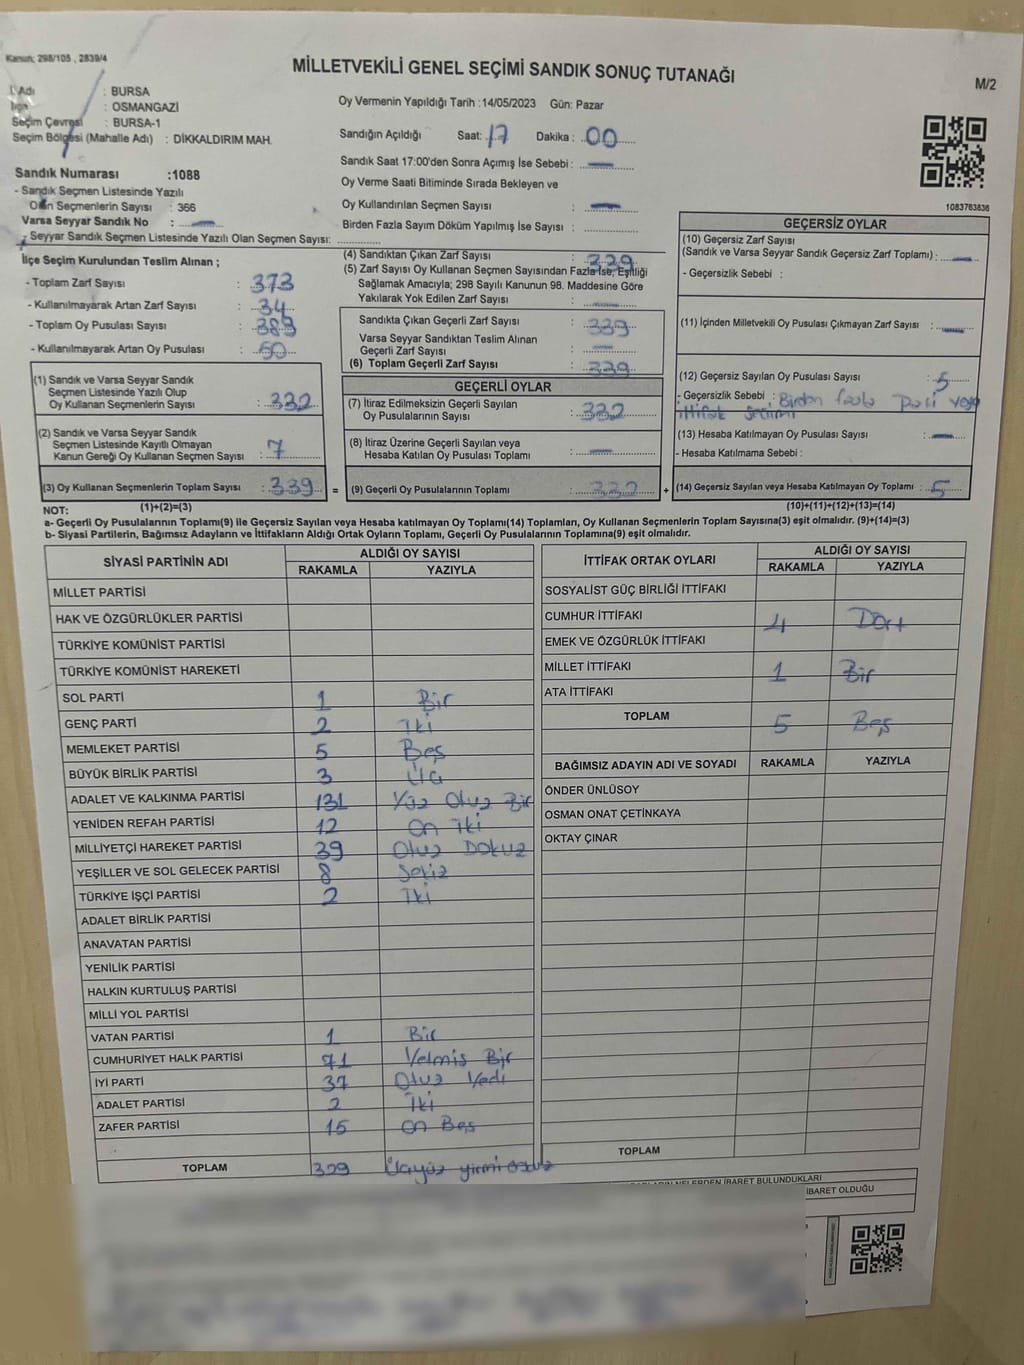 Kanun; 298/105 , 2839/4
MİLLETVEKİLİ GENEL SEÇİMİ SANDIK SONUÇ TUTANAĞI
M/2
İl Adı : BURSA
İlçe : OSMANGAZİ
Seçim Çevresi : BURSA-1
Seçim Bölgesi (Mahalle Adı) : DİKKALDIRIM MAH.
Oy Vermenin Yapıldığı Tarih :14/05/2023 Gün: Pazar
Sandığın Açıldığı Saat: 17 Dakika : 00
Sandık Saat 17:00'den Sonra Açımış İse Sebebi : —
Oy Verme Saati Bitiminde Sırada Bekleyen ve
Oy Kullandırılan Seçmen Sayısı : —
Birden Fazla Sayım Döküm Yapılmış İse Sayısı :
1083763836
Sandık Numarası :1088
- Sandık Seçmen Listesinde Yazılı
Olan Seçmenlerin Sayısı : 366
Varsa Seyyar Sandık No : —
- Seyyar Sandık Seçmen Listesinde Yazılı Olan Seçmen Sayısı:
İlçe Seçim Kurulundan Teslim Alınan ;
- Toplam Zarf Sayısı : 373
- Kullanılmayarak Artan Zarf Sayısı : 34
- Toplam Oy Pusulası Sayısı : 389
- Kullanılmayarak Artan Oy Pusulası : 50
(1) Sandık ve Varsa Seyyar Sandık
Seçmen Listesinde Yazılı Olup
Oy Kullanan Seçmenlerin Sayısı : 332
(2) Sandık ve Varsa Seyyar Sandık
Seçmen Listesinde Kayıtlı Olmayan
Kanun Gereği Oy Kullanan Seçmen Sayısı : 7
(3) Oy Kullanan Seçmenlerin Toplam Sayısı : 339 =
(4) Sandıktan Çıkan Zarf Sayısı : 339
(5) Zarf Sayısı Oy Kullanan Seçmen Sayısından Fazla İse, Eşitliği
Sağlamak Amacıyla; 298 Sayılı Kanunun 98. Maddesine Göre
Yakılarak Yok Edilen Zarf Sayısı : —
Sandıkta Çıkan Geçerli Zarf Sayısı : 339
Varsa Seyyar Sandıktan Teslim Alınan
Geçerli Zarf Sayısı : —
(6) Toplam Geçerli Zarf Sayısı : 339
GEÇERLİ OYLAR
(7) İtiraz Edilmeksizin Geçerli Sayılan
Oy Pusulalarının Sayısı : 332
(8) İtiraz Üzerine Geçerli Sayılan veya
Hesaba Katılan Oy Pusulası Toplamı : —
(9) Geçerli Oy Pusulalarının Toplamı : 332 +
GEÇERSİZ OYLAR
(10) Geçersiz Zarf Sayısı
(Sandık ve Varsa Seyyar Sandık Geçersiz Zarf Toplamı) : —
- Geçersizlik Sebebi :
(11) İçinden Milletvekili Oy Pusulası Çıkmayan Zarf Sayısı : —
(12) Geçersiz Sayılan Oy Pusulası Sayısı : 5
- Geçersizlik Sebebi : Birden fazla Parti veya
ittifak seçimi
(13) Hesaba Katılmayan Oy Pusulası Sayısı : —
- Hesaba Katılmama Sebebi :
(14) Geçersiz Sayılan veya Hesaba Katılmayan Oy Toplamı : 5
NOT: (1)+(2)=(3) (10)+(11)+(12)+(13)=(14)
a- Geçerli Oy Pusulalarının Toplamı(9) ile Geçersiz Sayılan veya Hesaba katılmayan Oy Toplamı(14) Toplamları, Oy Kullanan Seçmenlerin Toplam Sayısına(3) eşit olmalıdır. (9)+(14)=(3)
b- Siyasi Partilerin, Bağımsız Adayların ve İttifakların Aldığı Ortak Oyların Toplamı, Geçerli Oy Pusulalarının Toplamına(9) eşit olmalıdır.
SİYASİ PARTİNİN ADI ALDIĞI OY SAYISI
RAKAMLA YAZIYLA
MİLLET PARTİSİ
HAK VE ÖZGÜRLÜKLER PARTİSİ
TÜRKİYE KOMÜNİST PARTİSİ
TÜRKİYE KOMÜNİST HAREKETİ
SOL PARTİ 1 Bir
GENÇ PARTİ 2 İki
MEMLEKET PARTİSİ 5 Beş
BÜYÜK BİRLİK PARTİSİ 3 Üç
ADALET VE KALKINMA PARTİSİ 131 Yüz Otuz Bir
YENİDEN REFAH PARTİSİ 12 On iki
MİLLİYETÇİ HAREKET PARTİSİ 39 Otuz Dokuz
YEŞİLLER VE SOL GELECEK PARTİSİ 8 Sekiz
TÜRKİYE İŞÇİ PARTİSİ 2 İki
ADALET BİRLİK PARTİSİ
ANAVATAN PARTİSİ
YENİLİK PARTİSİ
HALKIN KURTULUŞ PARTİSİ
MİLLİ YOL PARTİSİ
VATAN PARTİSİ 1 Bir
CUMHURİYET HALK PARTİSİ 71 Yetmiş Bir
İYİ PARTİ 37 Otuz Yedi
ADALET PARTİSİ 2 İki
ZAFER PARTİSİ 15 On Beş
TOPLAM 329 Üçyüz yirmi dokuz
İTTİFAK ORTAK OYLARI ALDIĞI OY SAYISI
RAKAMLA YAZIYLA
SOSYALİST GÜÇ BİRLİĞİ İTTİFAKI
CUMHUR İTTİFAKI 4 Dört
EMEK VE ÖZGÜRLÜK İTTİFAKI
MİLLET İTTİFAKI 1 Bir
ATA İTTİFAKI
TOPLAM 5 Beş
BAĞIMSIZ ADAYIN ADI VE SOYADI RAKAMLA YAZIYLA
ÖNDER ÜNLÜSOY
OSMAN ONAT ÇETİNKAYA
OKTAY ÇINAR
TOPLAM
NELERDEN İBARET BULUNDUKLARI
İBARET OLDUĞU